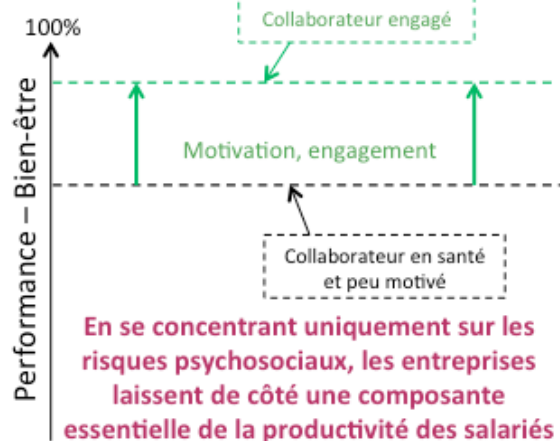 Collaborateur engagé
100%
Performance – Bien-être
Motivation, engagement
Collaborateur en santé
et peu motivé
En se concentrant uniquement sur les
risques psychosociaux, les entreprises
laissent de côté une composante
essentielle de la productivité des salariés